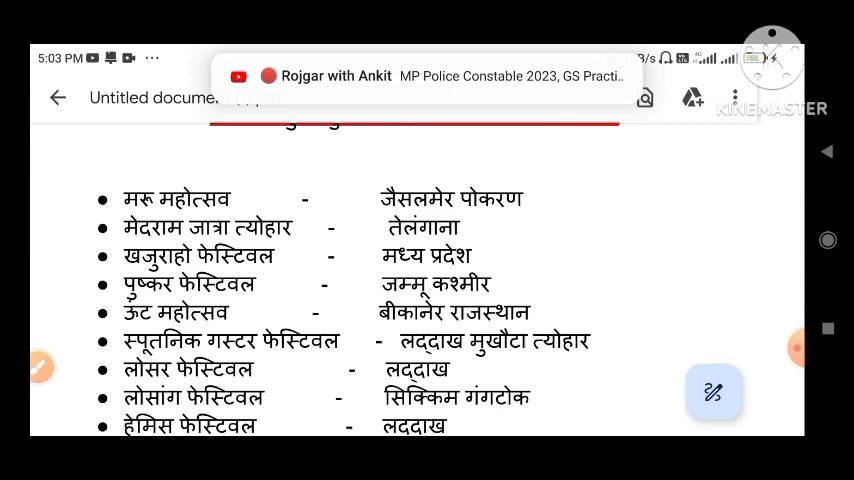 5:03 PM
Rojgar with Ankit MP Police Constable 2023, GS Practi..
Untitled document
KINEMASTER
मरू महोत्सव - जैसलमेर पोकरण
मेदराम जात्रा त्योहार - तेलंगाना
खजुराहो फेस्टिवल - मध्य प्रदेश
पुष्कर फेस्टिवल - जम्मू कश्मीर
ऊंट महोत्सव - बीकानेर राजस्थान
स्पूतनिक गस्टर फेस्टिवल - लद्दाख मुखौटा त्योहार
लोसर फेस्टिवल - लद्दाख
लोसांग फेस्टिवल - सिक्किम गंगटोक
हेमिस फेस्टिवल - लददाख